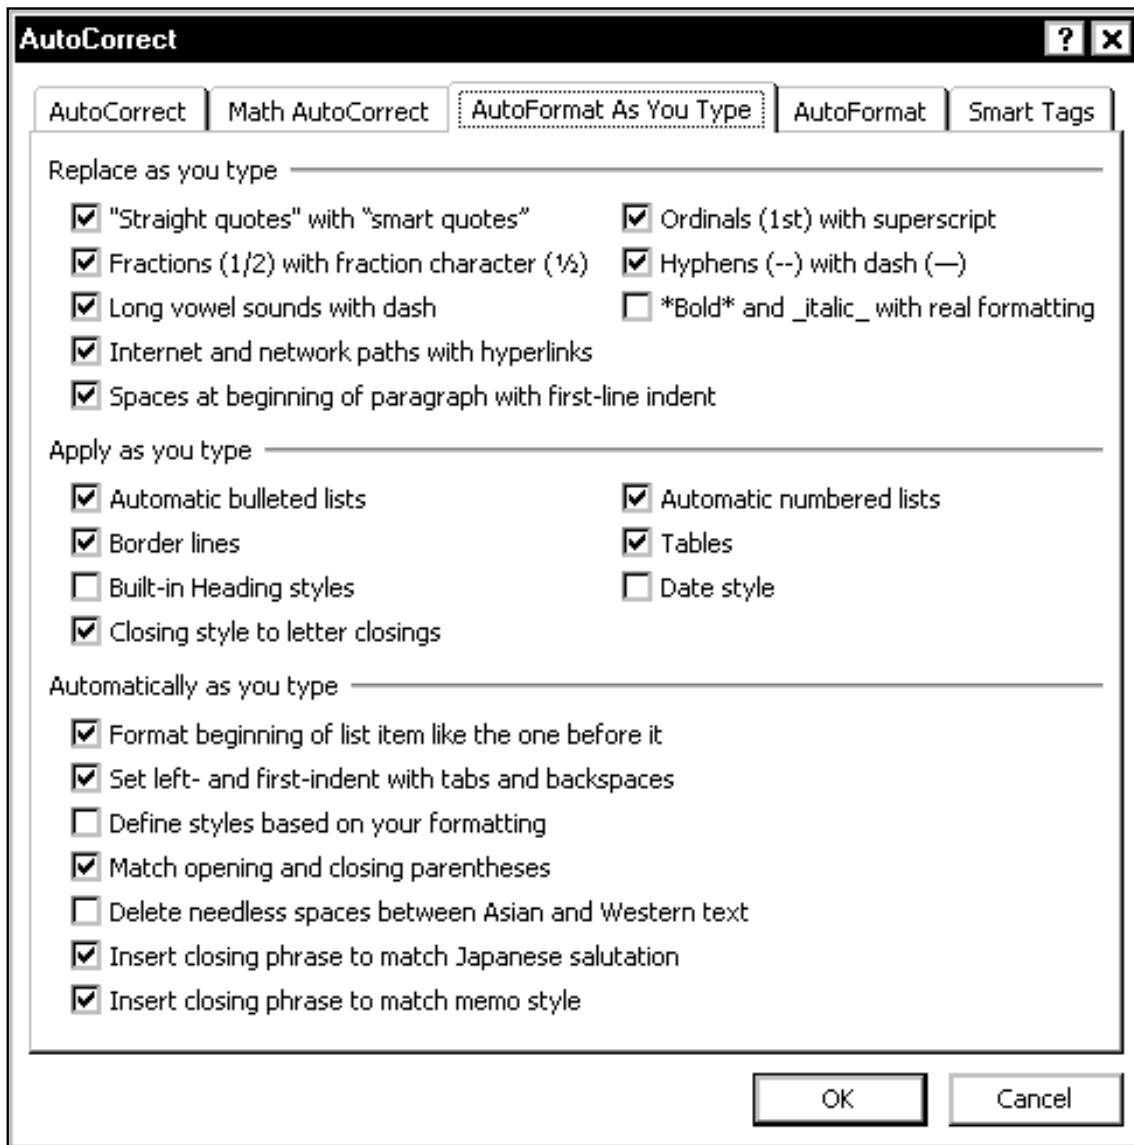 AutoCorrect
AutoCorrect Math AutoCorrect AutoFormat As You Type AutoFormat Smart Tags
Replace as you type
"Straight quotes" with “smart quotes” Ordinals (1st) with superscript
Fractions (1/2) with fraction character (½) Hyphens (--) with dash (—)
Long vowel sounds with dash *Bold* and _italic_ with real formatting
Internet and network paths with hyperlinks
Spaces at beginning of paragraph with first-line indent
Apply as you type
Automatic bulleted lists Automatic numbered lists
Border lines Tables
Built-in Heading styles Date style
Closing style to letter closings
Automatically as you type
Format beginning of list item like the one before it
Set left- and first-indent with tabs and backspaces
Define styles based on your formatting
Match opening and closing parentheses
Delete needless spaces between Asian and Western text
Insert closing phrase to match Japanese salutation
Insert closing phrase to match memo style
OK Cancel